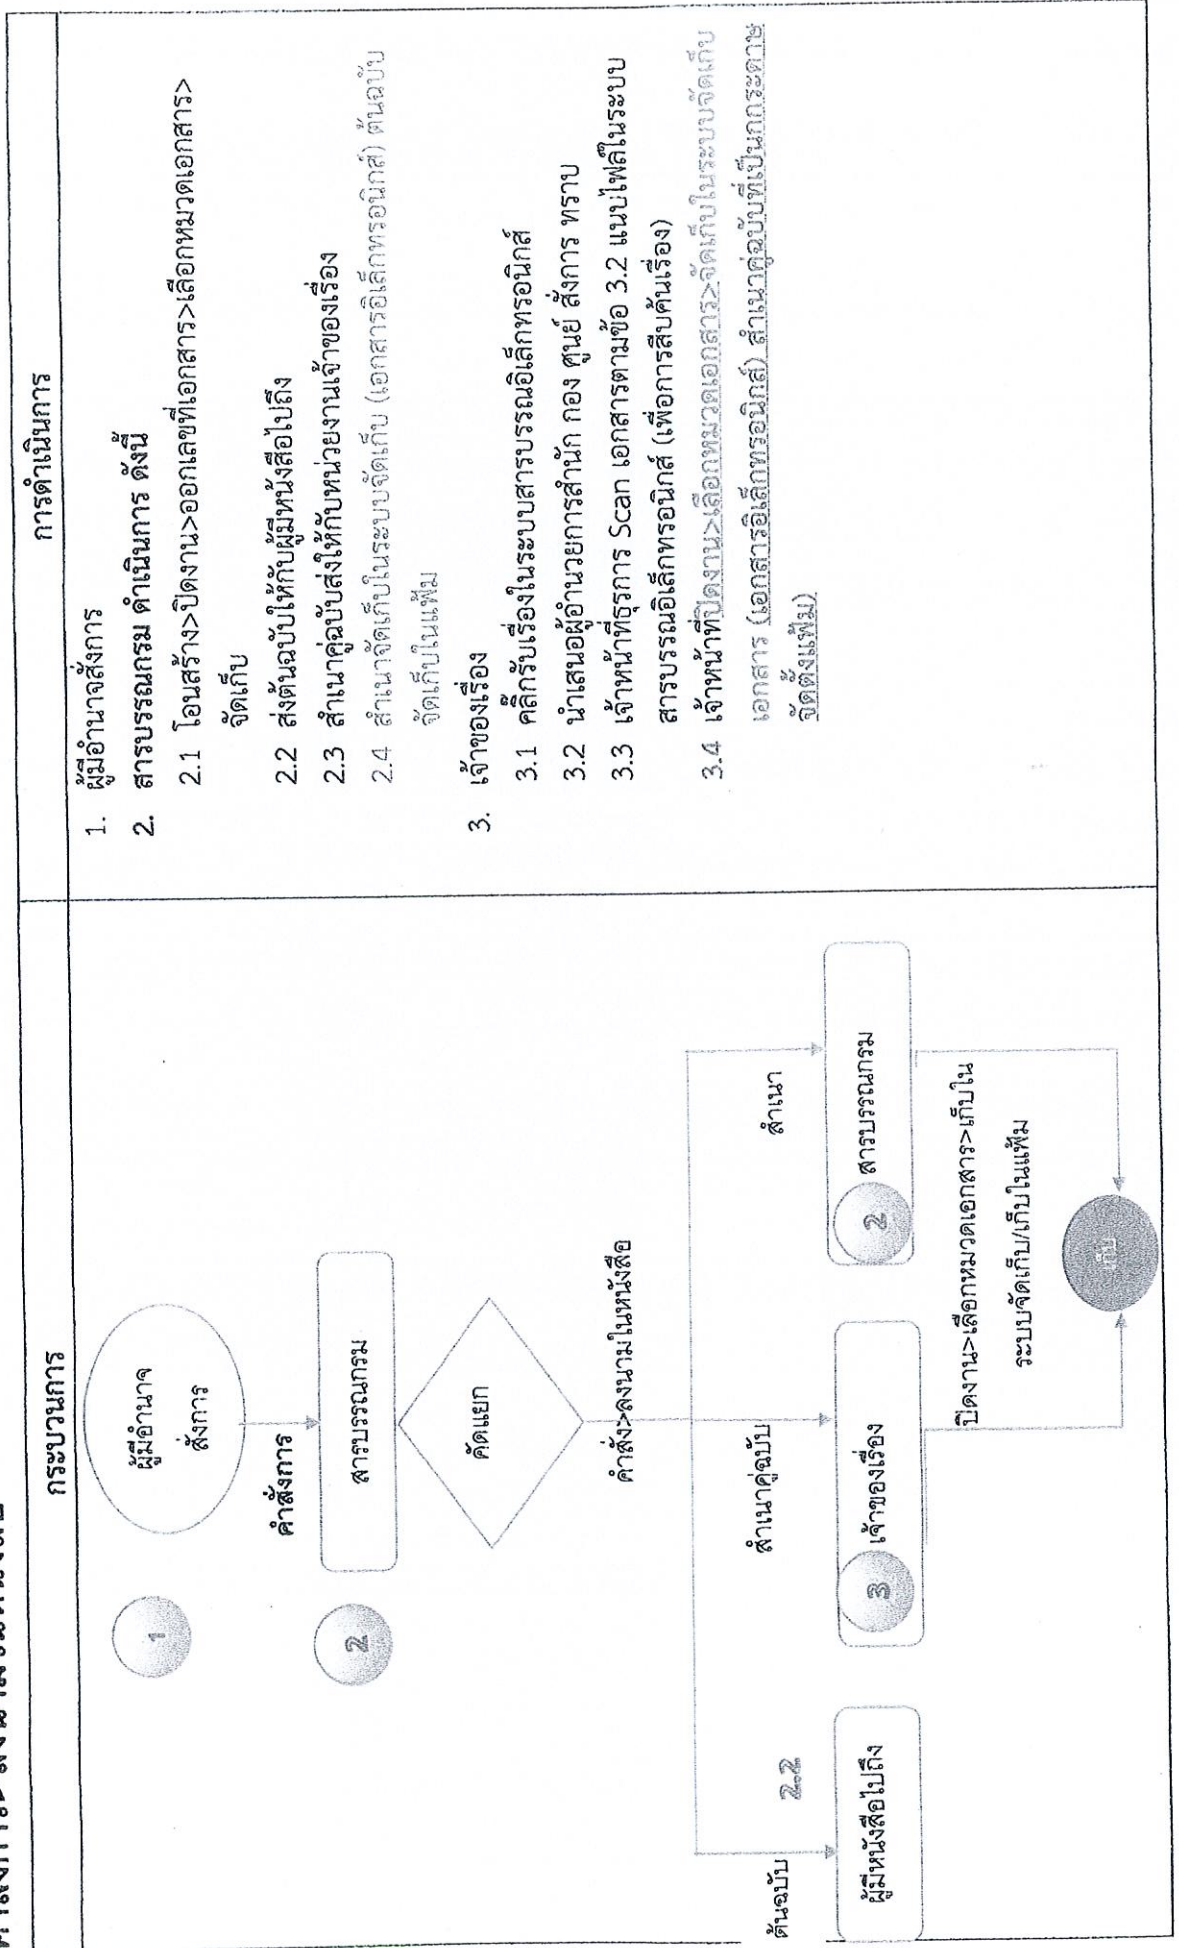 กระบวนการ
การดำเนินการ
1
ผู้มีอำนาจ
สั่งการ
คำสั่งการ
2
สารบรรณกรม
คัดแยก
คำสั่ง>ลงนามในหนังสือ
ต้นฉบับ
2.2
สำเนาคู่ฉบับ
สำเนา
ผู้มีหนังสือไปถึง
3
เจ้าของเรื่อง
2
สารบรรณกรม
ปิดงาน>เลือกหมวดเอกสาร>เก็บใน
ระบบจัดเก็บ/เก็บในแฟ้ม
เก็บ
1. ผู้มีอำนาจสั่งการ
2. สารบรรณกรม ดำเนินการ ดังนี้
2.1 โอนสร้าง>ปิดงาน>ออกเลขที่เอกสาร>เลือกหมวดเอกสาร>
จัดเก็บ
2.2 ส่งต้นฉบับให้กับผู้มีหนังสือไปถึง
2.3 สำเนาคู่ฉบับส่งให้กับหน่วยงานเจ้าของเรื่อง
2.4 สำเนาจัดเก็บในระบบจัดเก็บ (เอกสารอิเล็กทรอนิกส์) ต้นฉบับ
จัดเก็บในแฟ้ม
3. เจ้าของเรื่อง
3.1 คลิ๊กรับเรื่องในระบบสารบรรณอิเล็กทรอนิกส์
3.2 นำเสนอผู้อำนวยการสำนัก กอง ศูนย์ สั่งการ ทราบ
3.3 เจ้าหน้าที่ธุรการ Scan เอกสารตามข้อ 3.2 แนบไฟล์ในระบบ
สารบรรณอิเล็กทรอนิกส์ (เพื่อการสืบค้นเรื่อง)
3.4 เจ้าหน้าที่ปิดงาน>เลือกหมวดเอกสาร>จัดเก็บในระบบจัดเก็บ
เอกสาร (เอกสารอิเล็กทรอนิกส์) สำเนาคู่ฉบับที่เป็นกกระดาษ
จัดตั้งแฟ้ม)